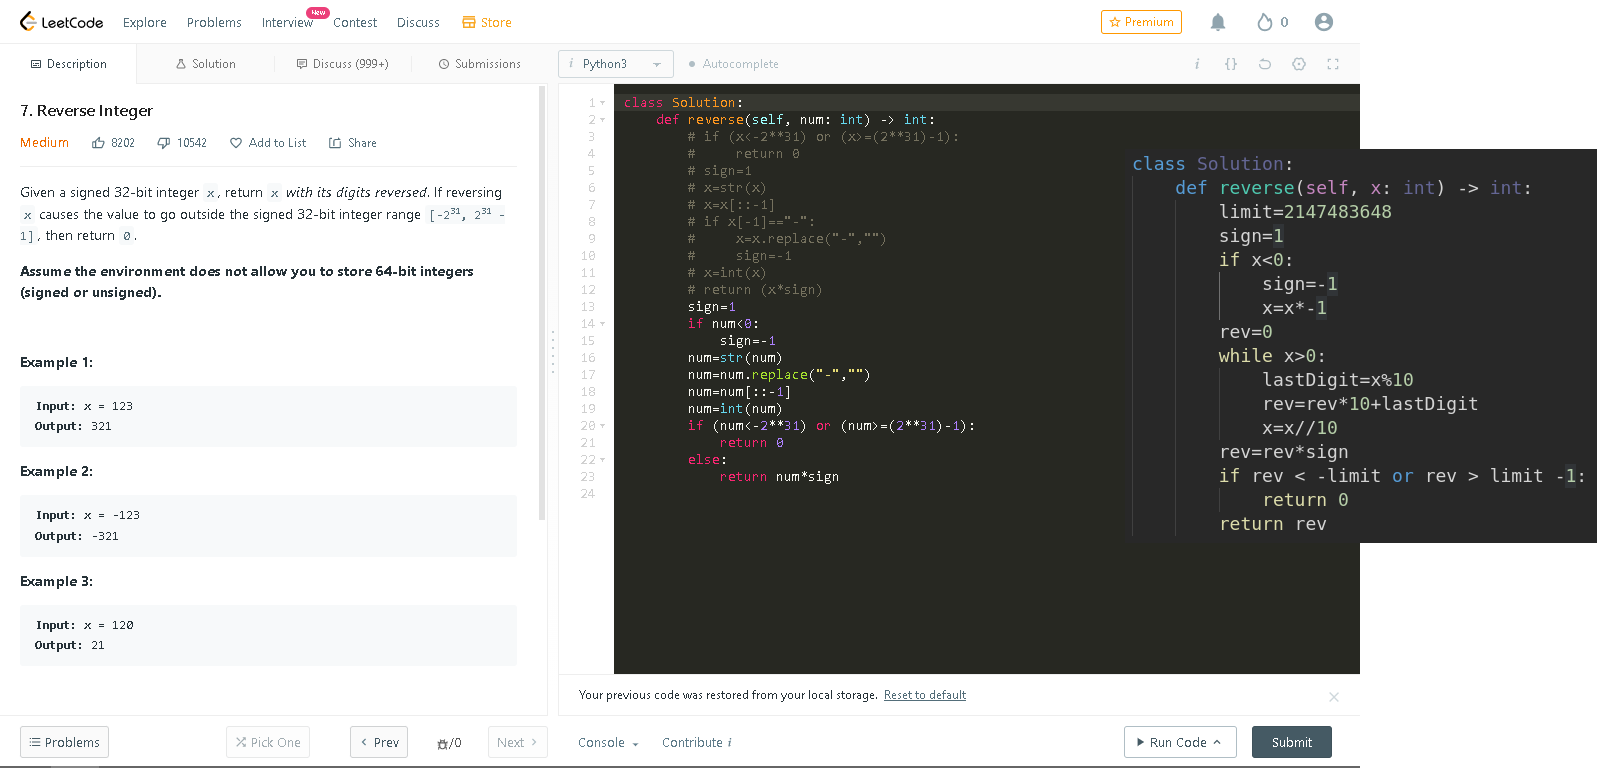 LeetCode
Explore
Problems
Interview
New
Contest
Discuss
Store
Premium
0
Description
Solution
Discuss (999+)
Submissions
i Python3
Autocomplete
i
{}
7. Reverse Integer
Medium
8202
10542
Add to List
Share
Given a signed 32-bit integer x, return x with its digits reversed. If reversing
x causes the value to go outside the signed 32-bit integer range [-2³¹, 2³¹ -
1], then return 0.
Assume the environment does not allow you to store 64-bit integers
(signed or unsigned).
Example 1:
Input: x = 123
Output: 321
Example 2:
Input: x = -123
Output: -321
Example 3:
Input: x = 120
Output: 21
1 class Solution:
2     def reverse(self, num: int) -> int:
3         # if (x<-2**31) or (x>=(2**31)-1):
4         #     return 0
5         # sign=1
6         # x=str(x)
7         # x=x[::-1]
8         # if x[-1]=="-":
9         #     x=x.replace("-","")
10         #     sign=-1
11         # x=int(x)
12         # return (x*sign)
13         sign=1
14         if num<0:
15             sign=-1
16         num=str(num)
17         num=num.replace("-","")
18         num=num[::-1]
19         num=int(num)
20         if (num<-2**31) or (num>=(2**31)-1):
21             return 0
22         else:
23             return num*sign
24
class Solution:
    def reverse(self, x: int) -> int:
        limit=2147483648
        sign=1
        if x<0:
            sign=-1
            x=x*-1
        rev=0
        while x>0:
            lastDigit=x%10
            rev=rev*10+lastDigit
            x=x//10
        rev=rev*sign
        if rev < -limit or rev > limit -1:
            return 0
        return rev
Your previous code was restored from your local storage. Reset to default
Problems
Pick One
Prev
/0
Next
Console
Contribute i
Run Code
Submit